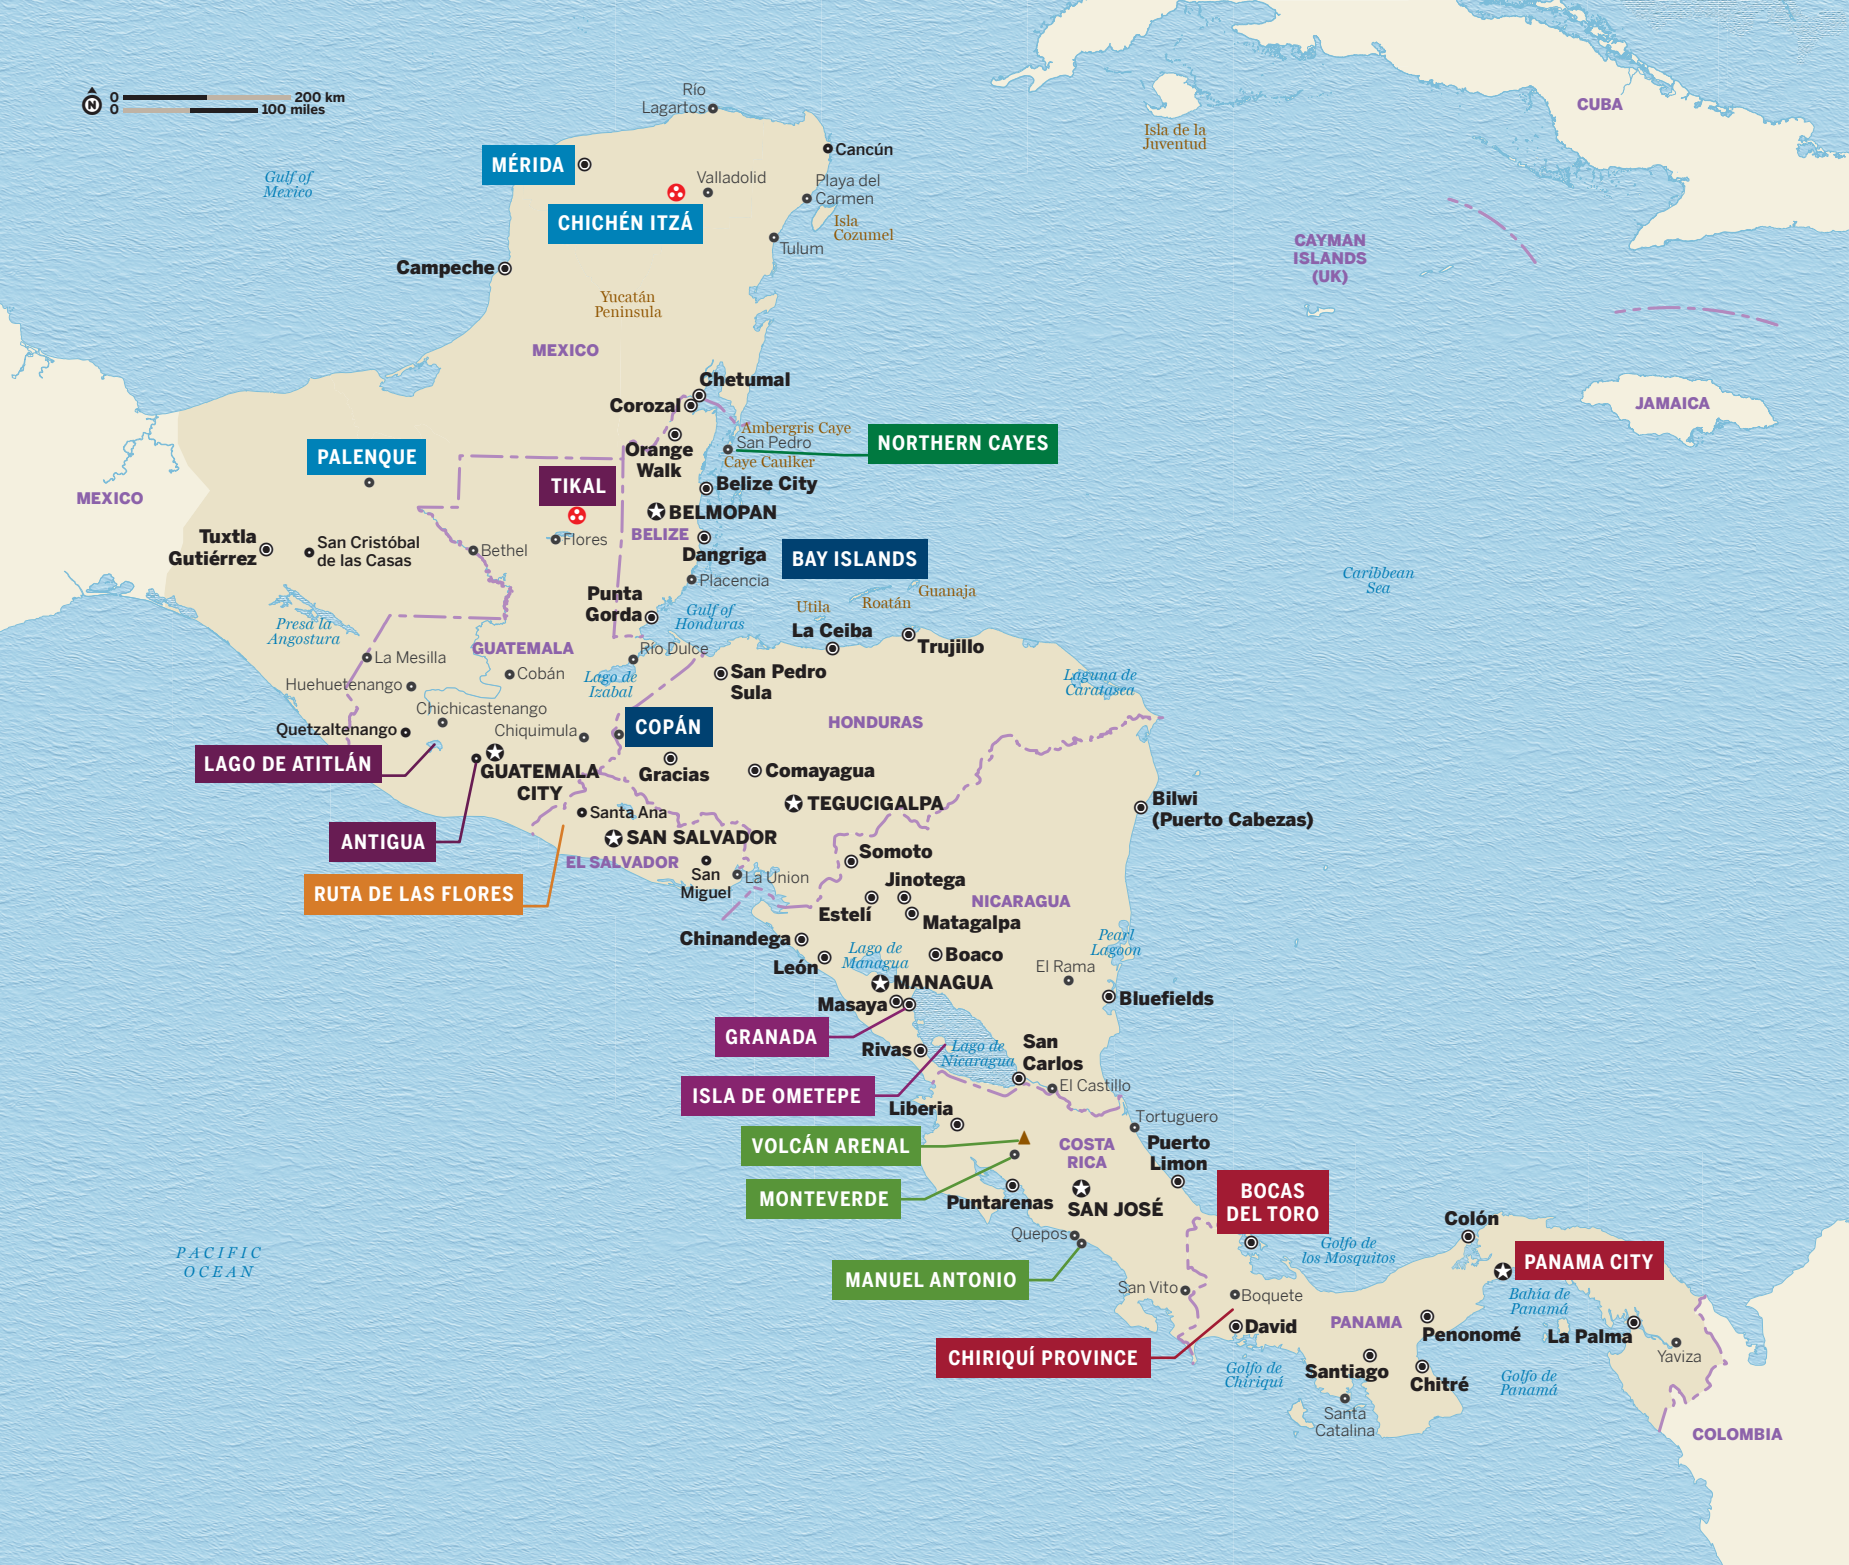 0 200 km
N
0 100 miles
Gulf of
Mexico
Río
Lagartos
MÉRIDA
Cancún
Valladolid
Playa del
Carmen
CHICHÉN ITZÁ
Isla
Cozumel
Tulum
Campeche
Yucatán
Peninsula
MEXICO
CUBA
Isla de la
Juventud
CAYMAN
ISLANDS
(UK)
JAMAICA
Chetumal
Corozal
Ambergris Caye
San Pedro
NORTHERN CAYES
Caye Caulker
Orange
Walk
PALENQUE
TIKAL
Belize City
MEXICO
BELMOPAN
BELIZE
Tuxtla
Gutiérrez
San Cristóbal
de las Casas
Bethel
Flores
Dangriga
BAY ISLANDS
Placencia
Caribbean
Sea
Punta
Gorda
Gulf of
Honduras
Utila
Roatán
Guanaja
La Ceiba
Trujillo
Presa la
Angostura
GUATEMALA
Río Dulce
La Mesilla
Cobán
Lago de
Izabal
San Pedro
Sula
Laguna de
Caratasca
Huehuetenango
Chichicastenango
HONDURAS
Quetzaltenango
Chiquimula
COPÁN
LAGO DE ATITLÁN
GUATEMALA
CITY
Gracias
Comayagua
TEGUCIGALPA
Bilwi
(Puerto Cabezas)
Santa Ana
ANTIGUA
SAN SALVADOR
EL SALVADOR
Somoto
RUTA DE LAS FLORES
San
Miguel
La Union
Jinotega
NICARAGUA
Estelí
Matagalpa
Chinandega
Lago de
Managua
Boaco
Pearl
Lagoon
León
El Rama
MANAGUA
Masaya
Bluefields
GRANADA
Rivas
Lago de
Nicaragua
San
Carlos
El Castillo
ISLA DE OMETEPE
Liberia
Tortuguero
VOLCÁN ARENAL
COSTA
RICA
Puerto
Limon
MONTEVERDE
Puntarenas
SAN JOSÉ
BOCAS
DEL TORO
Quepos
Golfo de
los Mosquitos
Colón
PANAMA CITY
PACIFIC
OCEAN
MANUEL ANTONIO
San Vito
Boquete
Bahía de
Panamá
David
PANAMA
Penonomé
La Palma
Yaviza
CHIRIQUÍ PROVINCE
Golfo de
Chiriquí
Santiago
Chitré
Golfo de
Panamá
Santa
Catalina
COLOMBIA